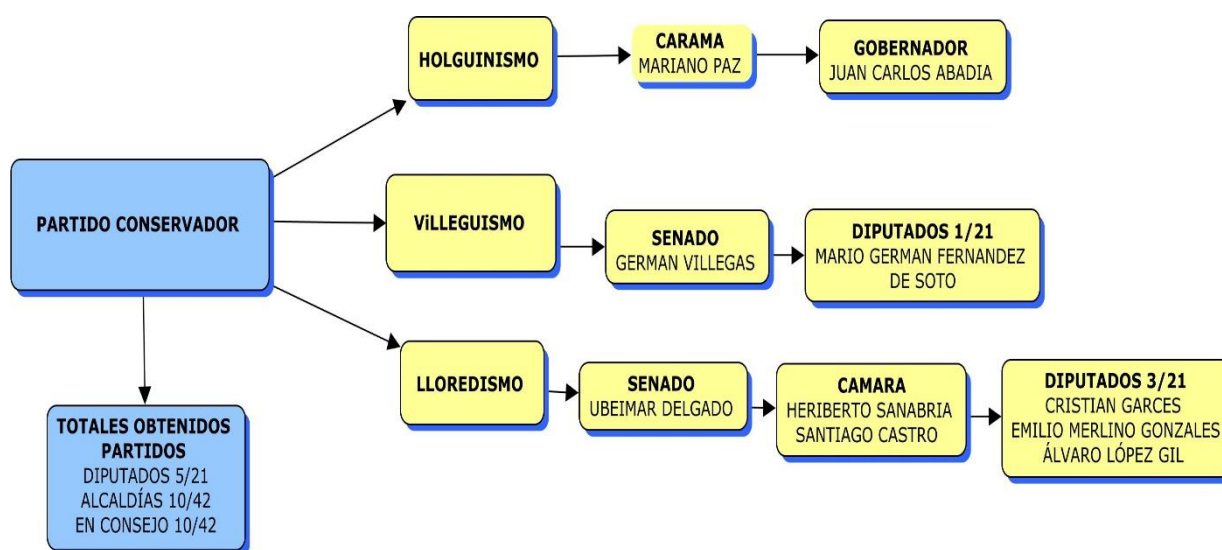 HOLGUINISMO
CARAMA
MARIANO PAZ
GOBERNADOR
JUAN CARLOS ABADIA
PARTIDO CONSERVADOR
ViLLEGUISMO
SENADO
GERMAN VILLEGAS
DIPUTADOS 1/21
MARIO GERMAN FERNANDEZ
DE SOTO
LLOREDISMO
SENADO
UBEIMAR DELGADO
CAMARA
HERIBERTO SANABRIA
SANTIAGO CASTRO
DIPUTADOS 3/21
CRISTIAN GARCES
EMILIO MERLINO GONZALES
ÁLVARO LÓPEZ GIL
TOTALES OBTENIDOS
PARTIDOS
DIPUTADOS 5/21
ALCALDÍAS 10/42
EN CONSEJO 10/42